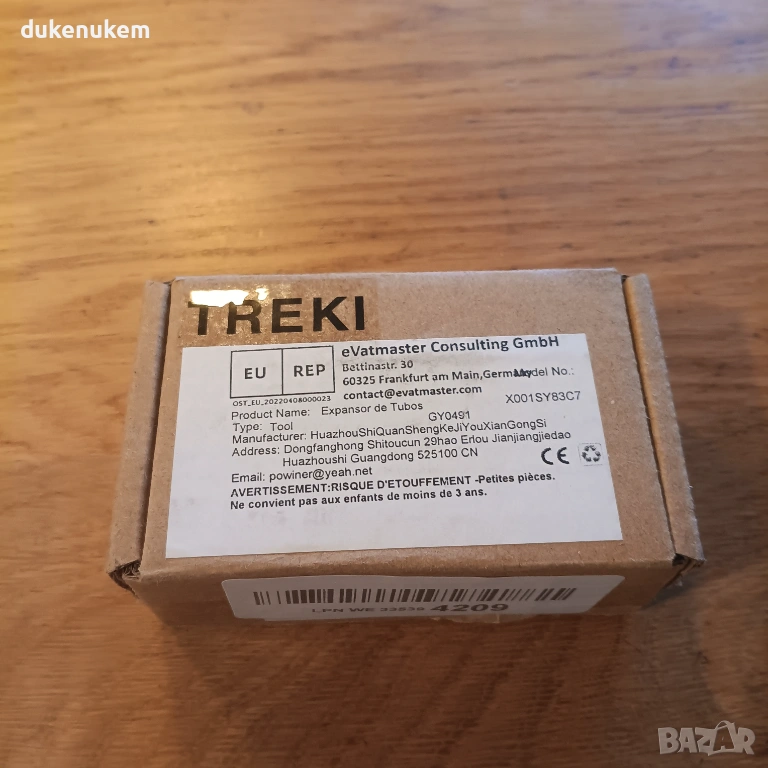 dukenukem
TREKI
EU REP
eVatmaster Consulting GmbH
Bettinastr. 30
60325 Frankfurt am Main,Germany
contact@evatmaster.com
Model No.:
X001SY83C7
OST_EU_20220408000023
Product Name: Expansor de Tubos
Type: Tool GY0491
Manufacturer: HuazhouShiQuanShengKeJiYouXianGongSi
Address: Dongfanghong Shitoucun 29hao Erlou Jianjiangjiedao
Huazhoushi Guangdong 525100 CN
Email: powiner@yeah.net
CE
AVERTISSEMENT:RISQUE D'ETOUFFEMENT -Petites pièces.
Ne convient pas aux enfants de moins de 3 ans.
LPN WE 4209
BAZAR